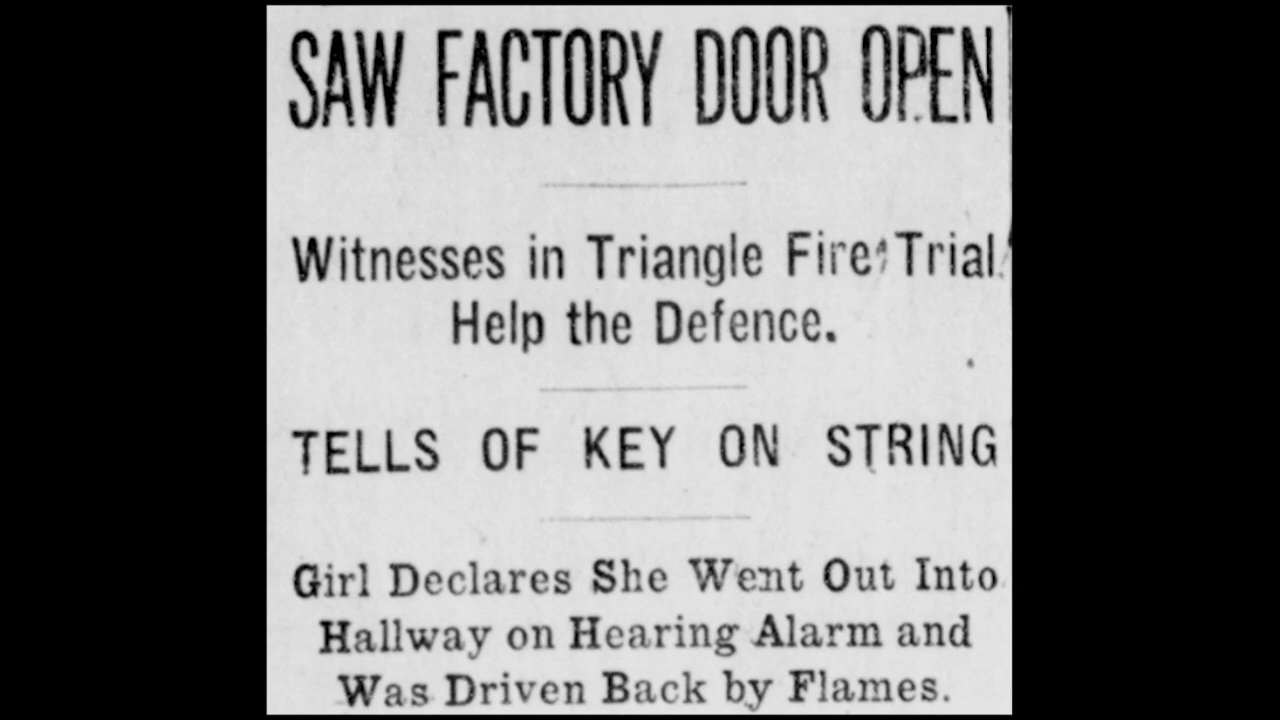 SAW FACTORY DOOR OPEN
Witnesses in Triangle Fire Trial
Help the Defence.
TELLS OF KEY ON STRING
Girl Declares She Went Out Into
Hallway on Hearing Alarm and
Was Driven Back by Flames.